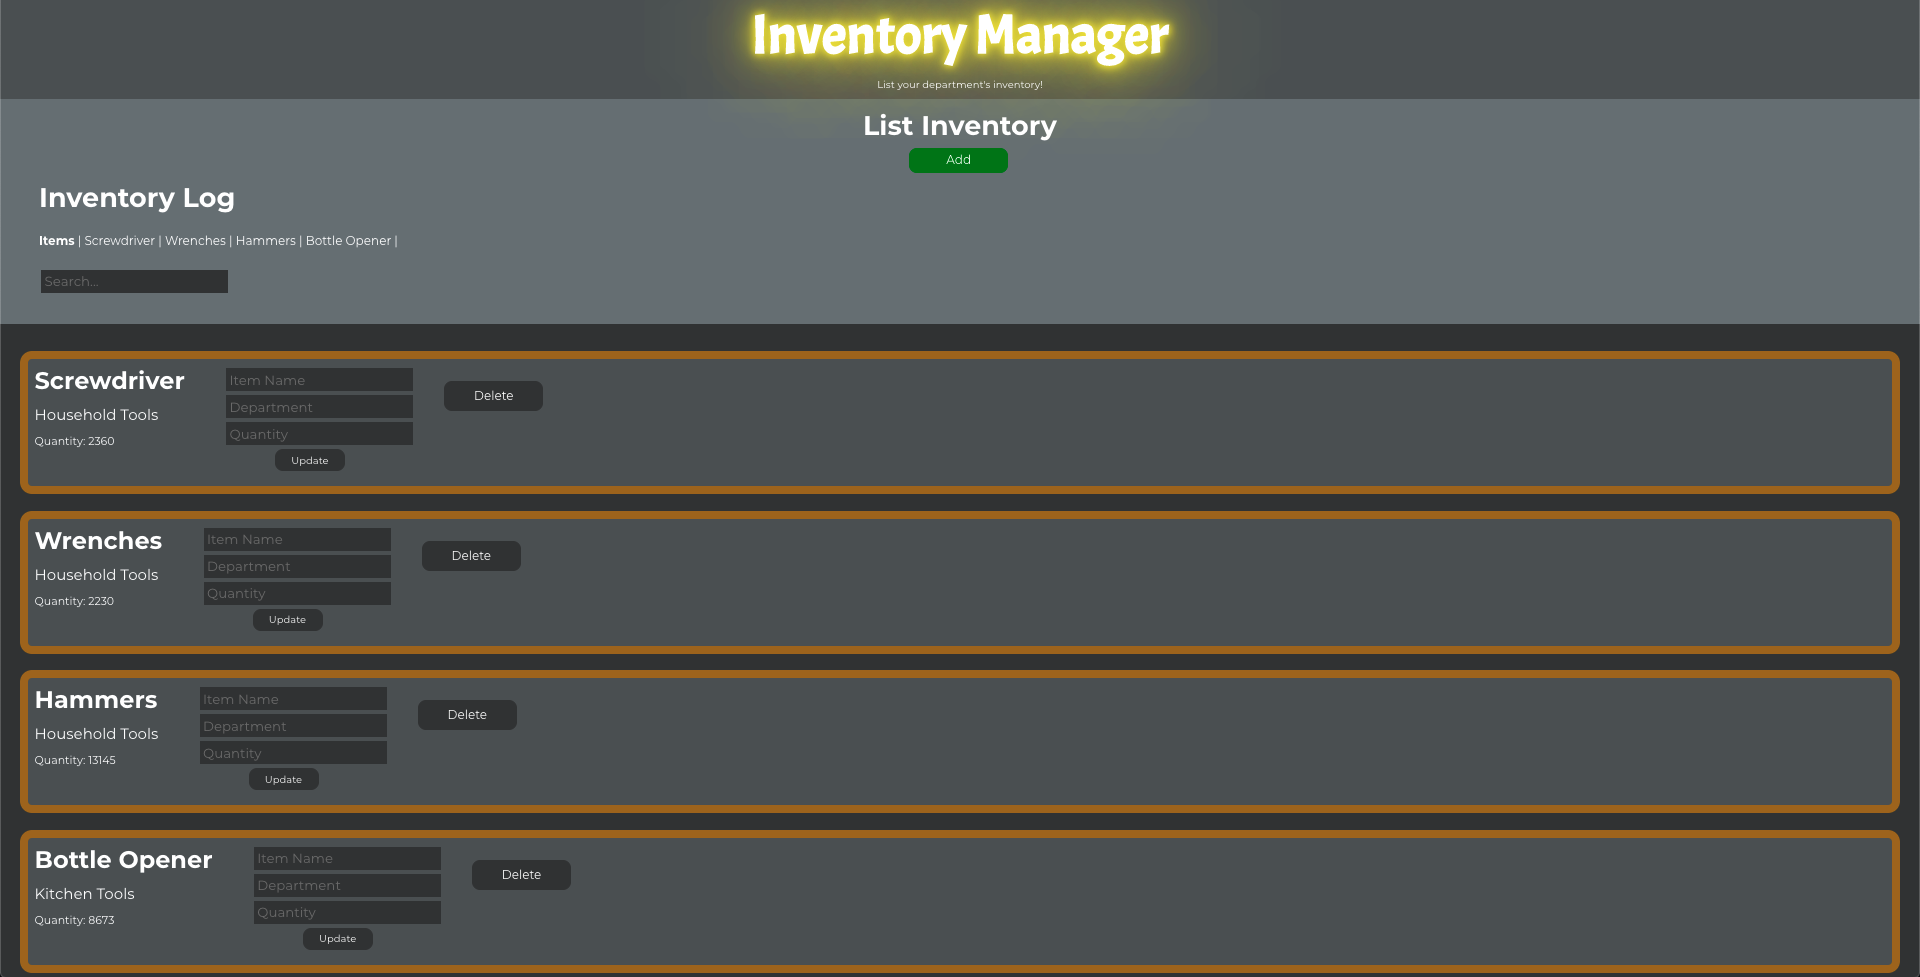 Inventory Manager
List your department's inventory!
List Inventory
Add
Inventory Log
Items | Screwdriver | Wrenches | Hammers | Bottle Opener |
Search...
Screwdriver
Household Tools
Quantity: 2360
Item Name
Department
Quantity
Update
Delete
Wrenches
Household Tools
Quantity: 2230
Item Name
Department
Quantity
Update
Delete
Hammers
Household Tools
Quantity: 13145
Item Name
Department
Quantity
Update
Delete
Bottle Opener
Kitchen Tools
Quantity: 8673
Item Name
Department
Quantity
Update
Delete